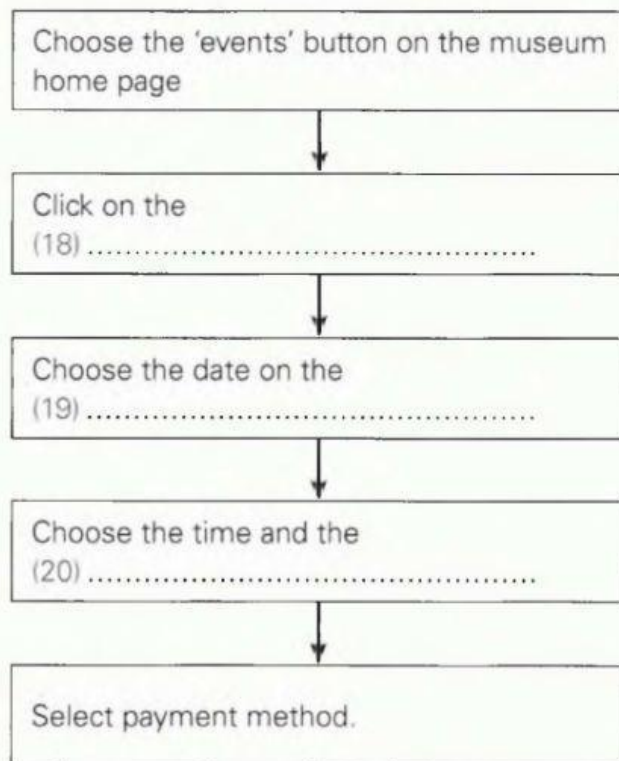 Choose the 'events' button on the museum
home page
Click on the
(18) ................................................
Choose the date on the
(19) ................................................
Choose the time and the
(20) ................................................
Select payment method.